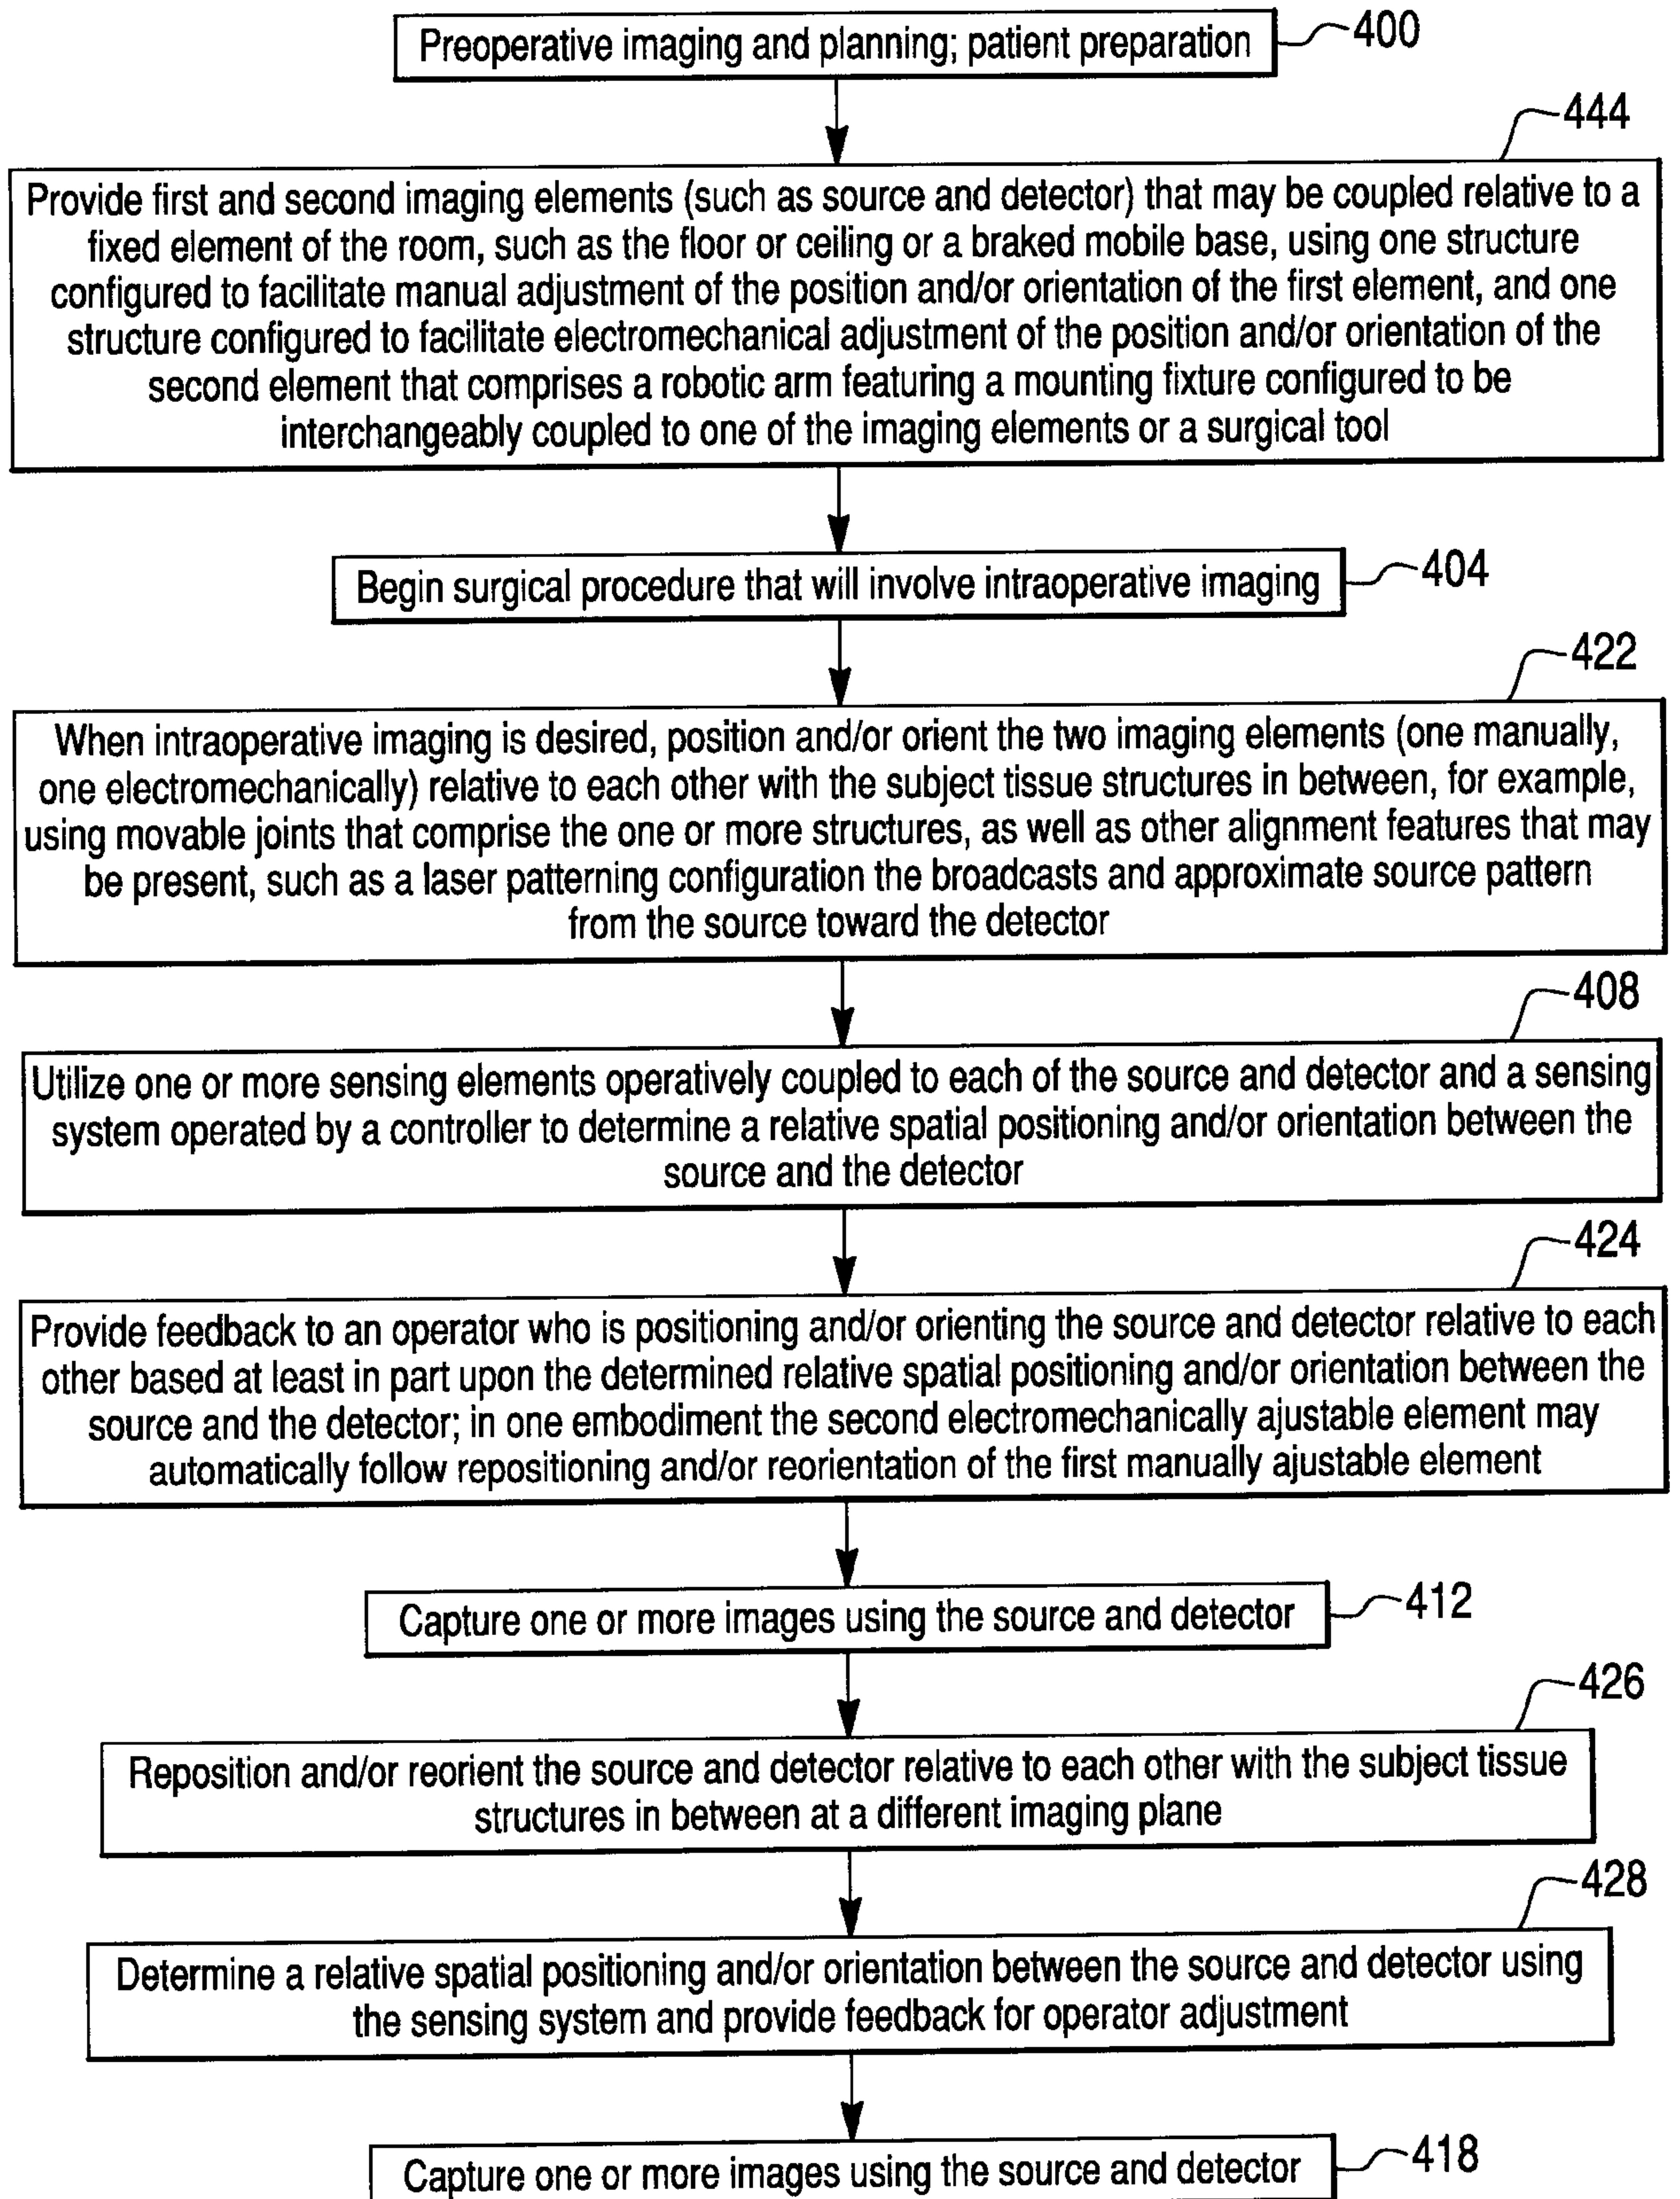 Preoperative imaging and planning; patient preparation
400
444
Provide first and second imaging elements (such as source and detector) that may be coupled relative to a
fixed element of the room, such as the floor or ceiling or a braked mobile base, using one structure
configured to facilitate manual adjustment of the position and/or orientation of the first element, and one
structure configured to facilitate electromechanical adjustment of the position and/or orientation of the
second element that comprises a robotic arm featuring a mounting fixture configured to be
interchangeably coupled to one of the imaging elements or a surgical tool
Begin surgical procedure that will involve intraoperative imaging
404
422
When intraoperative imaging is desired, position and/or orient the two imaging elements (one manually,
one electromechanically) relative to each other with the subject tissue structures in between, for example,
using movable joints that comprise the one or more structures, as well as other alignment features that may
be present, such as a laser patterning configuration the broadcasts and approximate source pattern
from the source toward the detector
408
Utilize one or more sensing elements operatively coupled to each of the source and detector and a sensing
system operated by a controller to determine a relative spatial positioning and/or orientation between the
source and the detector
424
Provide feedback to an operator who is positioning and/or orienting the source and detector relative to each
other based at least in part upon the determined relative spatial positioning and/or orientation between the
source and the detector; in one embodiment the second electromechanically ajustable element may
automatically follow repositioning and/or reorientation of the first manually ajustable element
Capture one or more images using the source and detector
412
426
Reposition and/or reorient the source and detector relative to each other with the subject tissue
structures in between at a different imaging plane
428
Determine a relative spatial positioning and/or orientation between the source and detector using
the sensing system and provide feedback for operator adjustment
Capture one or more images using the source and detector
418